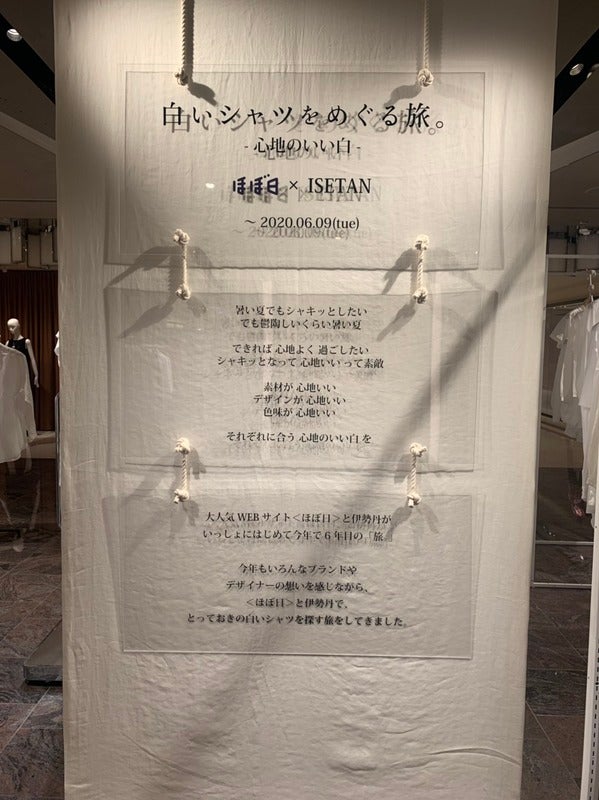 白いシャツをめぐる旅。
- 心地のいい白 -
ほぼ日 × ISETAN
～ 2020.06.09(tue)
暑い夏でもシャキッとしたい
でも鬱陶しいくらい暑い夏
できれば 心地よく 過ごしたい
シャキッとなって 心地いい って素敵
素材が 心地いい
デザインが 心地いい
色味が 心地いい
それぞれに合う 心地のいい白 を
大人気 WEB サイト＜ほぼ日＞と伊勢丹が
いっしょにはじめて今年で 6 年目の「旅」
今年もいろんなブランドや
デザイナーの想いを感じながら、
＜ほぼ日＞と伊勢丹で、
とっておきの白いシャツを探す旅をしてきました。